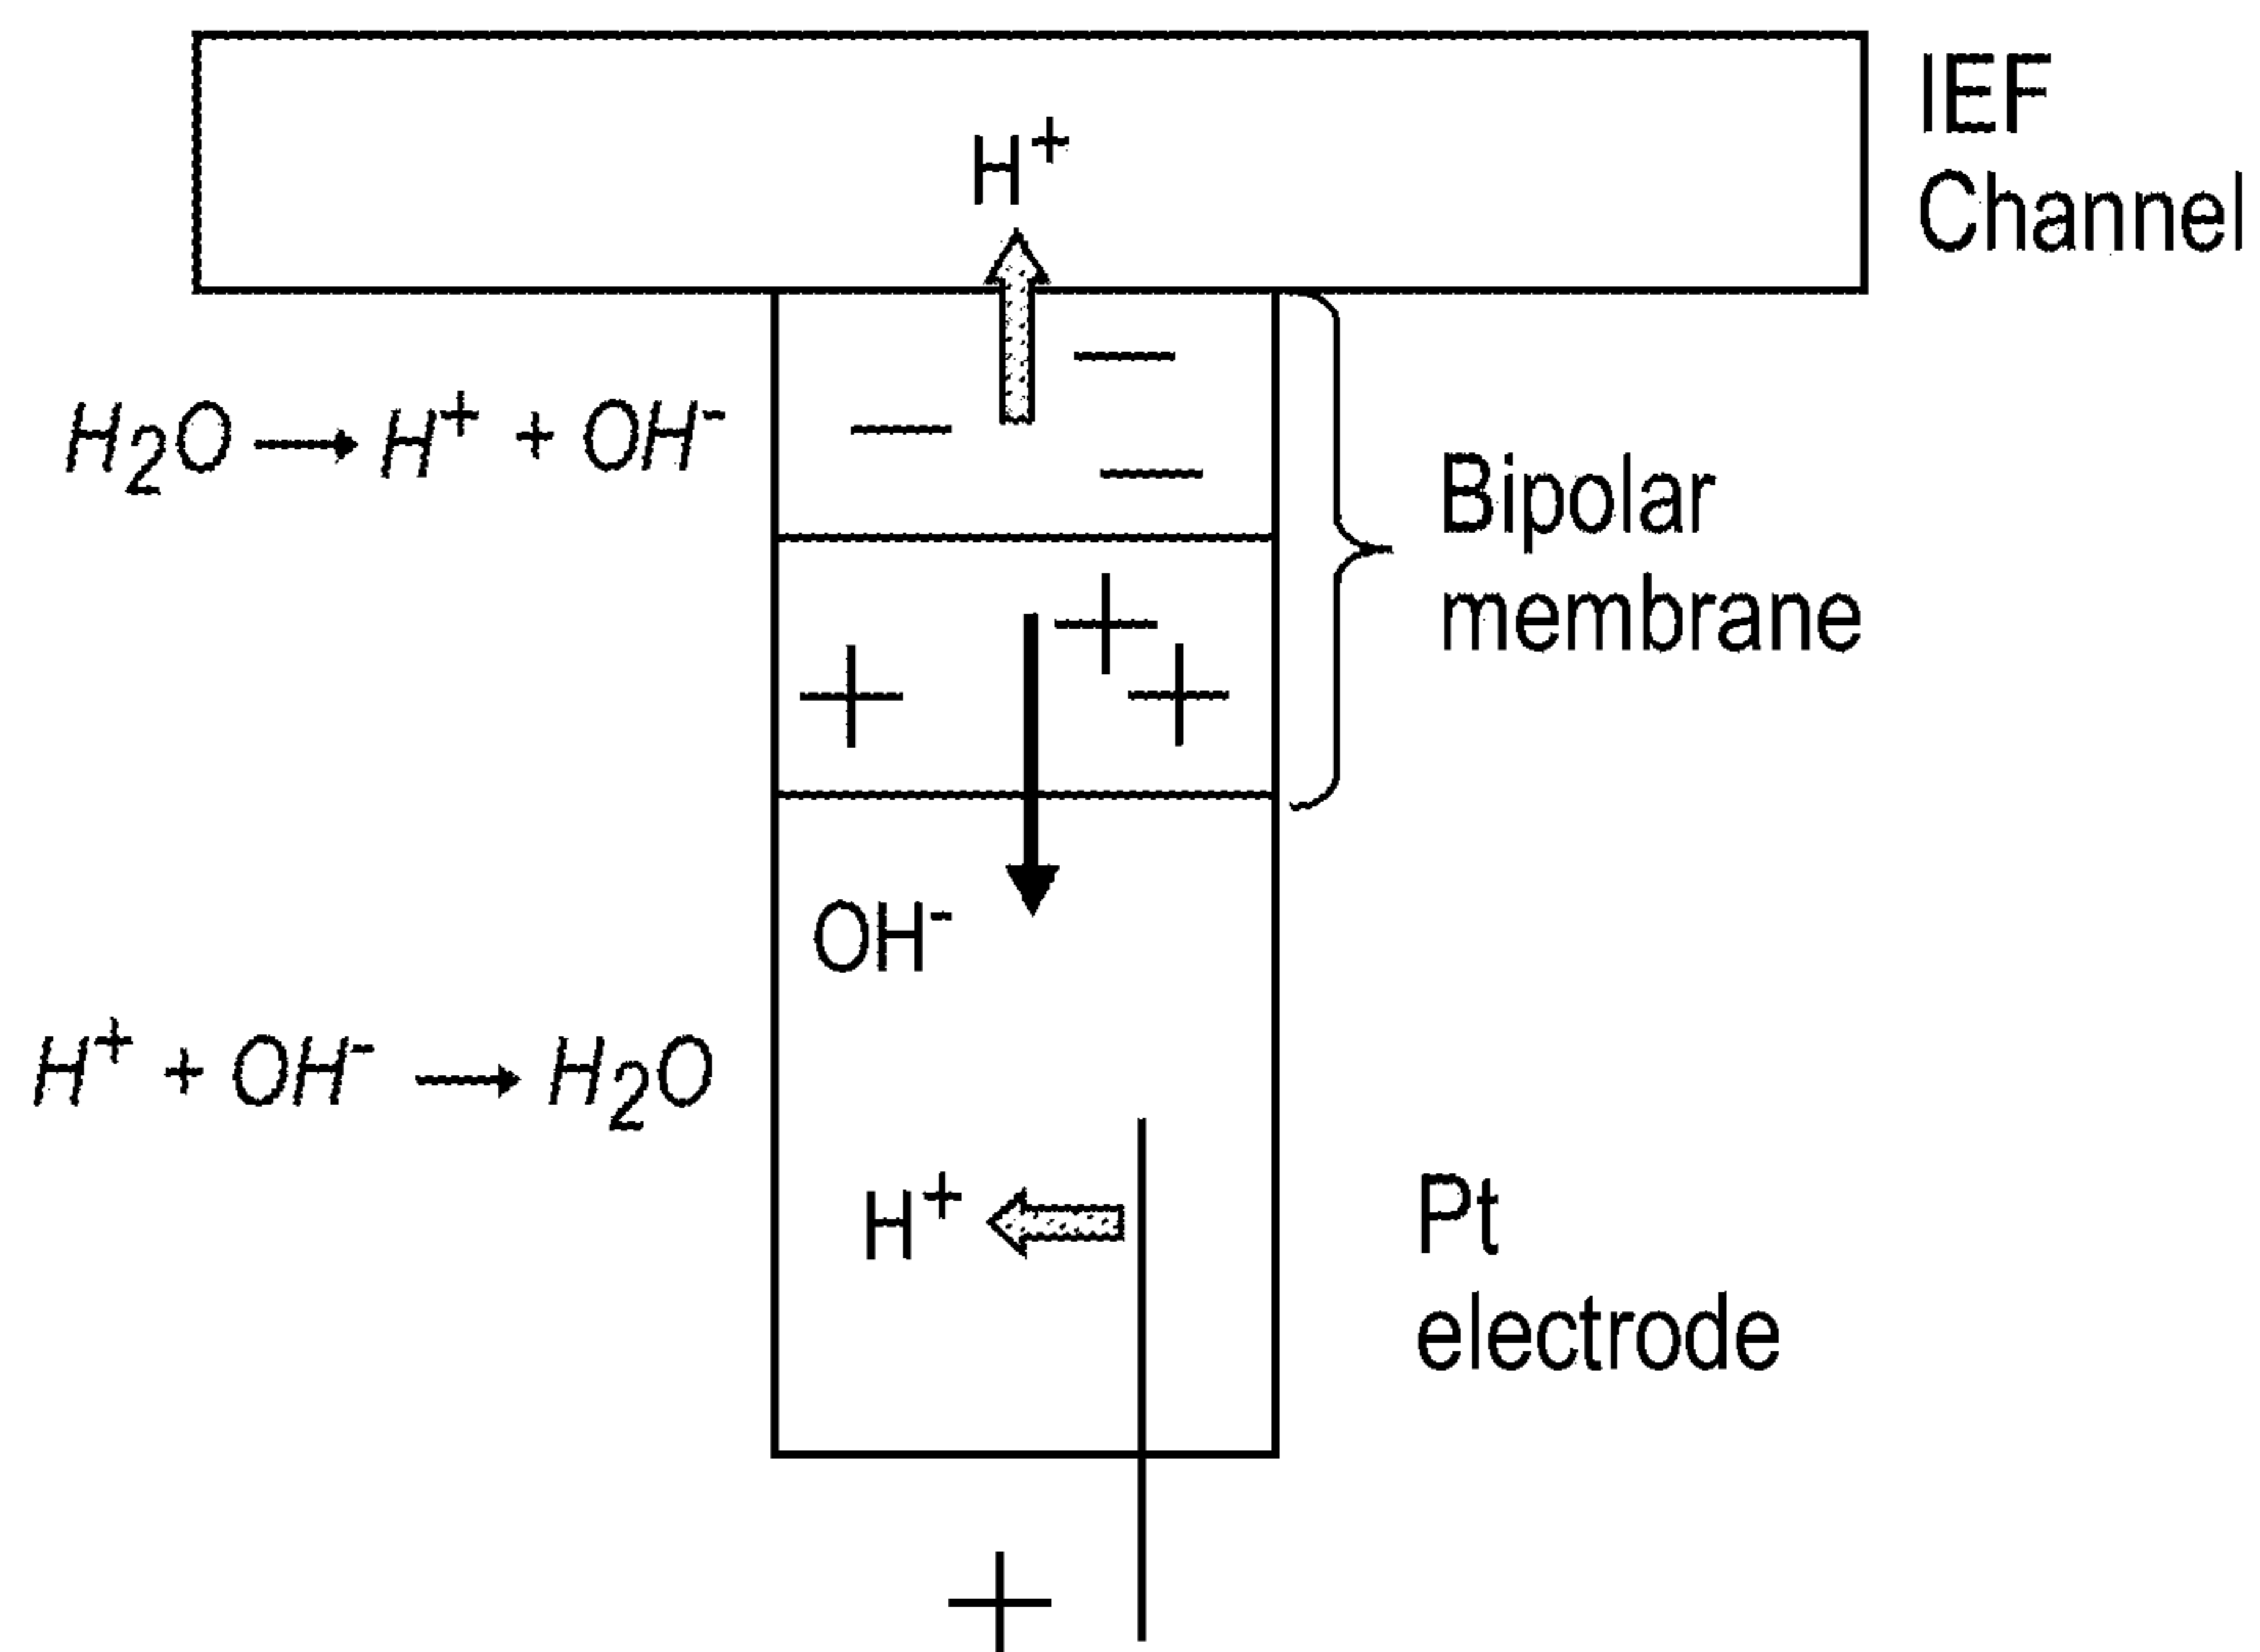 IEF
Channel
H⁺
H₂O → H⁺ + OH⁻
− − −
Bipolar
membrane
+ + +
OH⁻
H⁺ + OH⁻ → H₂O
H⁺
Pt
electrode
+